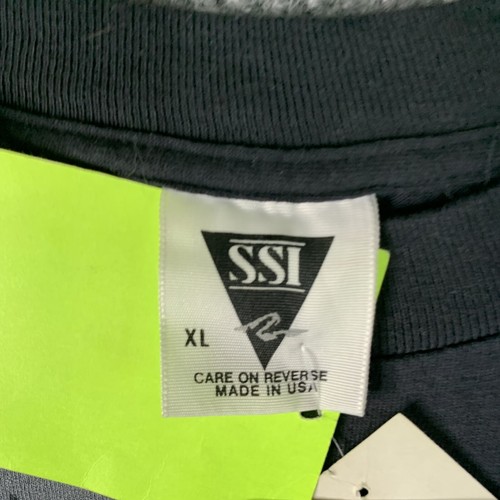 SSI
XL
CARE ON REVERSE
MADE IN USA